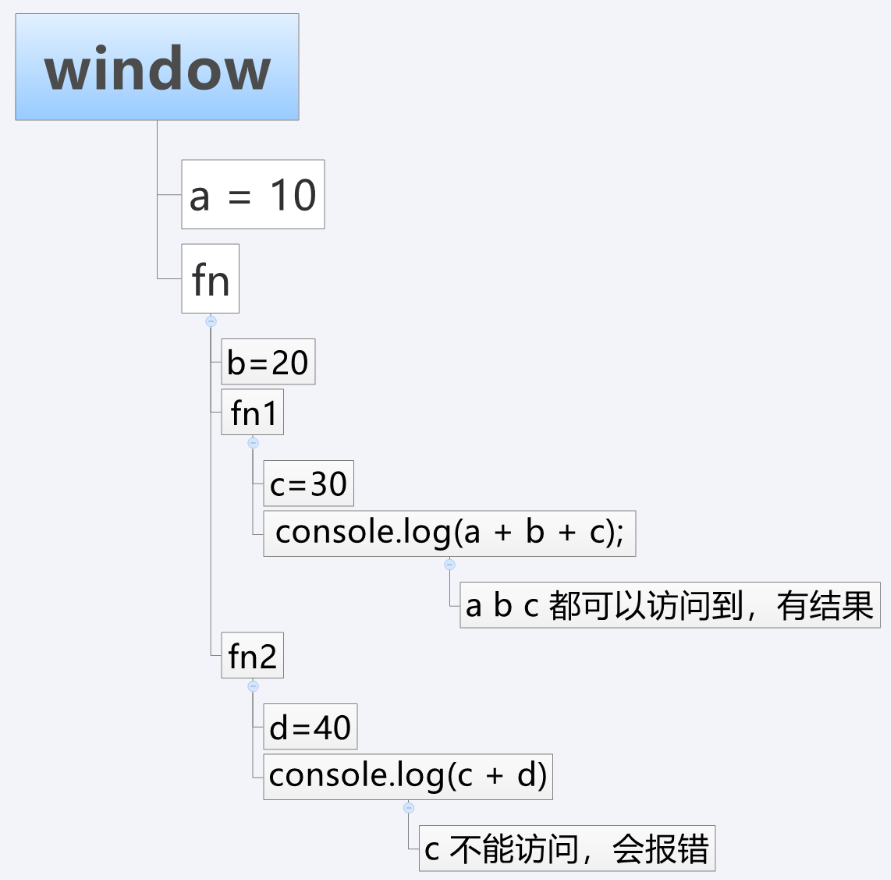 window
a = 10
fn
b=20
fn1
c=30
console.log(a + b + c);
a b c 都可以访问到，有结果
fn2
d=40
console.log(c + d)
c 不能访问，会报错